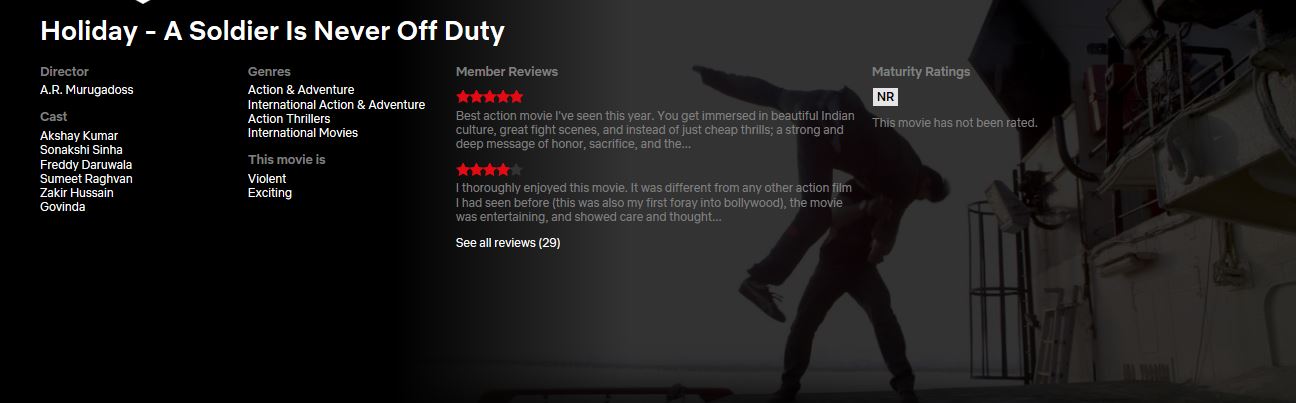 Holiday - A Soldier Is Never Off Duty
Director
A.R. Murugadoss
Cast
Akshay Kumar
Sonakshi Sinha
Freddy Daruwala
Sumeet Raghvan
Zakir Hussain
Govinda
Genres
Action & Adventure
International Action & Adventure
Action Thrillers
International Movies
This movie is
Violent
Exciting
Member Reviews
Best action movie I've seen this year. You get immersed in beautiful Indian
culture, great fight scenes, and instead of just cheap thrills; a strong and
deep message of honor, sacrifice, and the...
I thoroughly enjoyed this movie. It was different from any other action film
I had seen before (this was also my first foray into bollywood), the movie
was entertaining, and showed care and thought...
See all reviews (29)
Maturity Ratings
NR
This movie has not been rated.